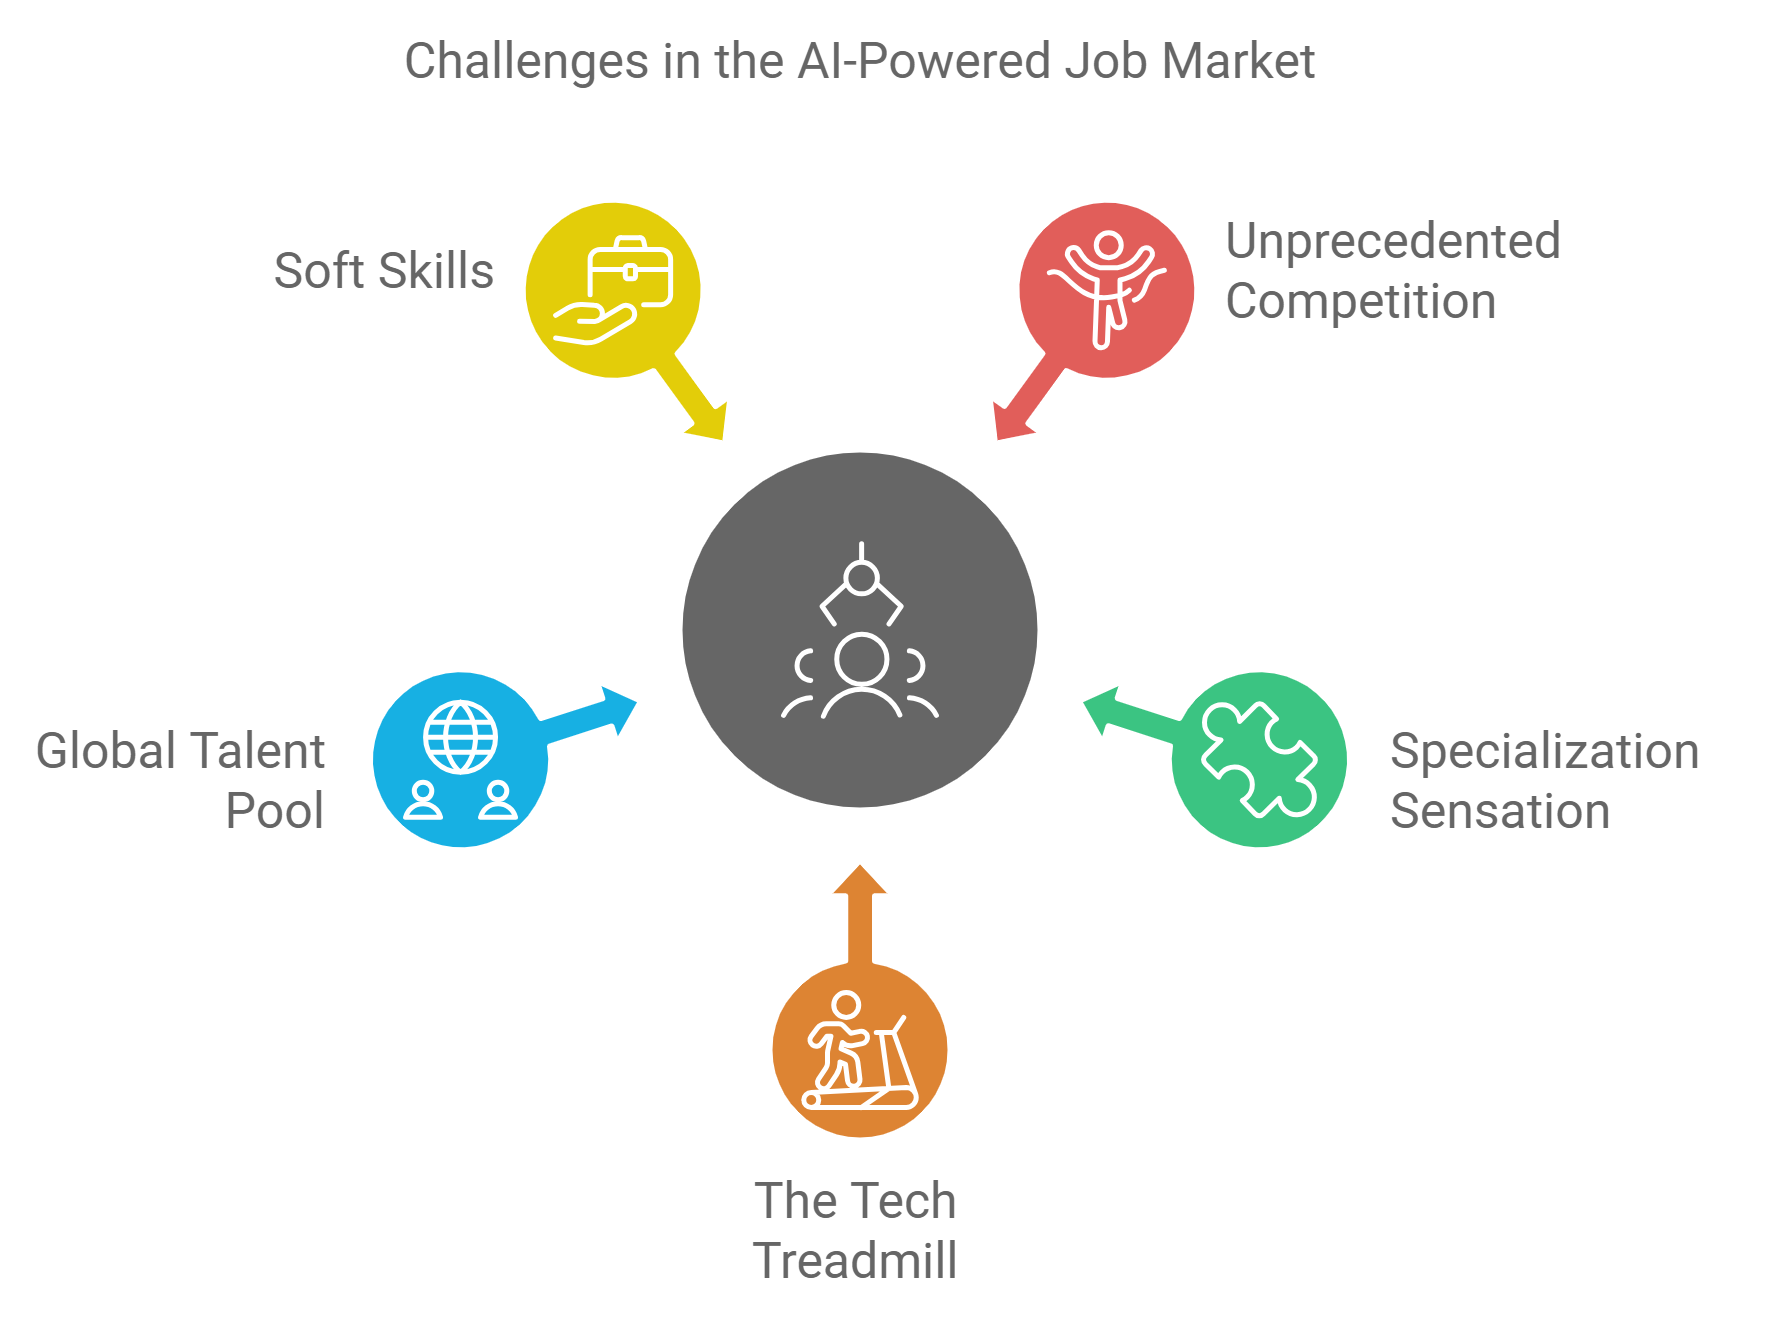 Challenges in the AI-Powered Job Market
Soft Skills
Unprecedented
Competition
Global Talent
Pool
Specialization
Sensation
The Tech
Treadmill